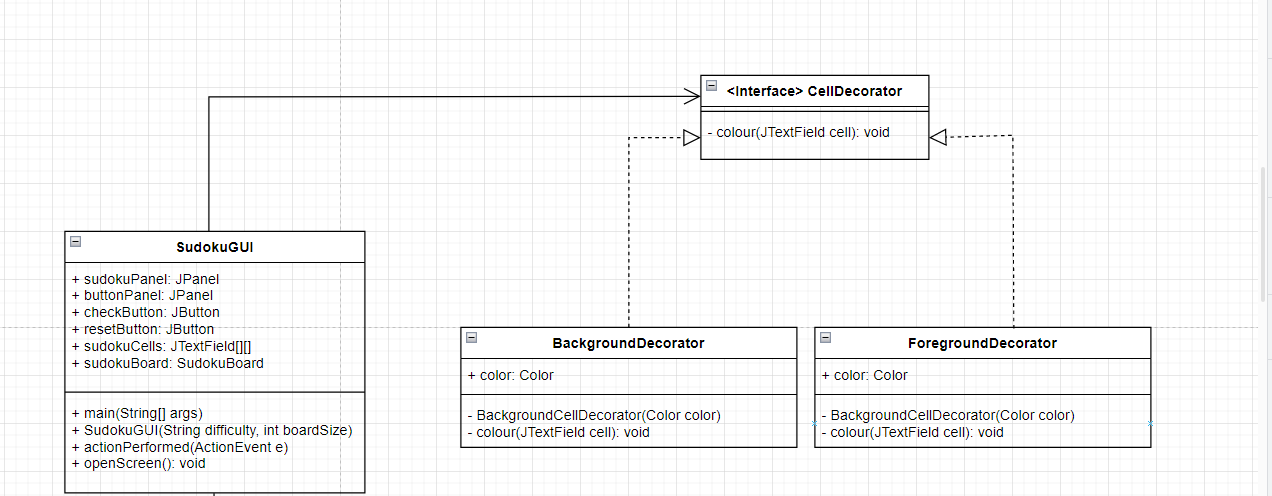 <Interface> CellDecorator
- colour(JTextField cell): void
SudokuGUI
+ sudokuPanel: JPanel
+ buttonPanel: JPanel
+ checkButton: JButton
+ resetButton: JButton
+ sudokuCells: JTextField[][]
+ sudokuBoard: SudokuBoard
+ main(String[] args)
+ SudokuGUI(String difficulty, int boardSize)
+ actionPerformed(ActionEvent e)
+ openScreen(): void
BackgroundDecorator
+ color: Color
- BackgroundCellDecorator(Color color)
- colour(JTextField cell): void
ForegroundDecorator
+ color: Color
- BackgroundCellDecorator(Color color)
- colour(JTextField cell): void